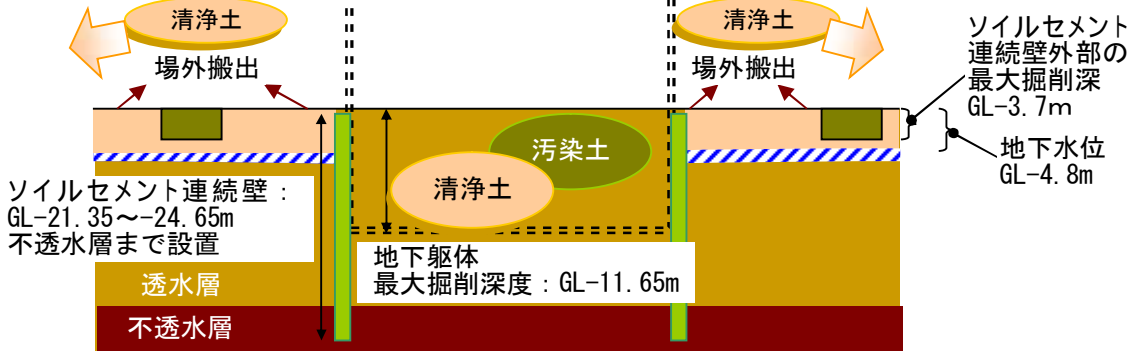 清浄土
場外搬出
清浄土
場外搬出
ソイルセメント
連続壁外部の
最大掘削深
GL-3.7m
地下水位
GL-4.8m
汚染土
清浄土
ソイルセメント連続壁：
GL-21.35～-24.65m
不透水層まで設置
地下躯体
最大掘削深度：GL-11.65m
透水層
不透水層